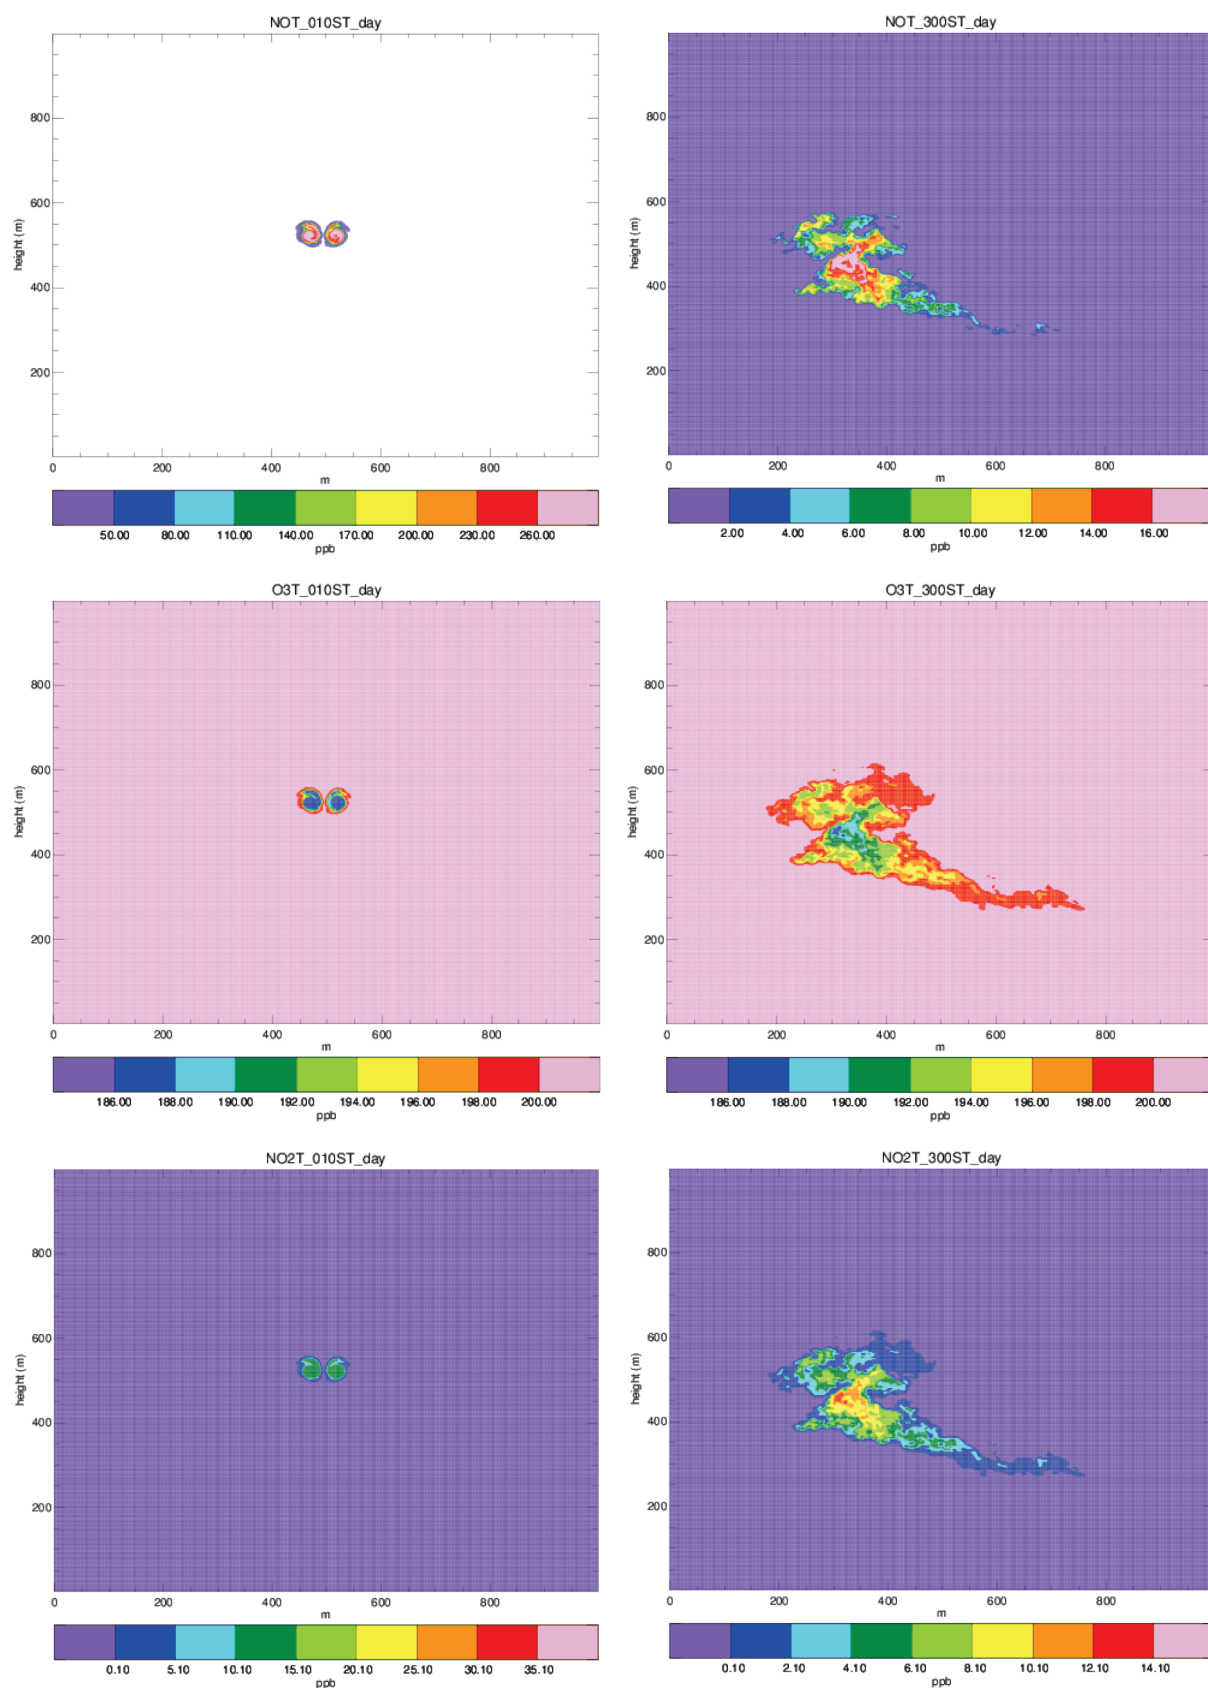 NOT_010ST_day
height (m)
800
600
400
200
0 200 400 600 800
m
50.00 80.00 110.00 140.00 170.00 200.00 230.00 260.00
ppb
NOT_300ST_day
height (m)
800
600
400
200
0 200 400 600 800
m
2.00 4.00 6.00 8.00 10.00 12.00 14.00 16.00
ppb
O3T_010ST_day
height (m)
800
600
400
200
0 200 400 600 800
m
186.00 188.00 190.00 192.00 194.00 196.00 198.00 200.00
ppb
O3T_300ST_day
height (m)
800
600
400
200
0 200 400 600 800
m
186.00 188.00 190.00 192.00 194.00 196.00 198.00 200.00
ppb
NO2T_010ST_day
height (m)
800
600
400
200
0 200 400 600 800
m
0.10 5.10 10.10 15.10 20.10 25.10 30.10 35.10
ppb
NO2T_300ST_day
height (m)
800
600
400
200
0 200 400 600 800
m
0.10 2.10 4.10 6.10 8.10 10.10 12.10 14.10
ppb